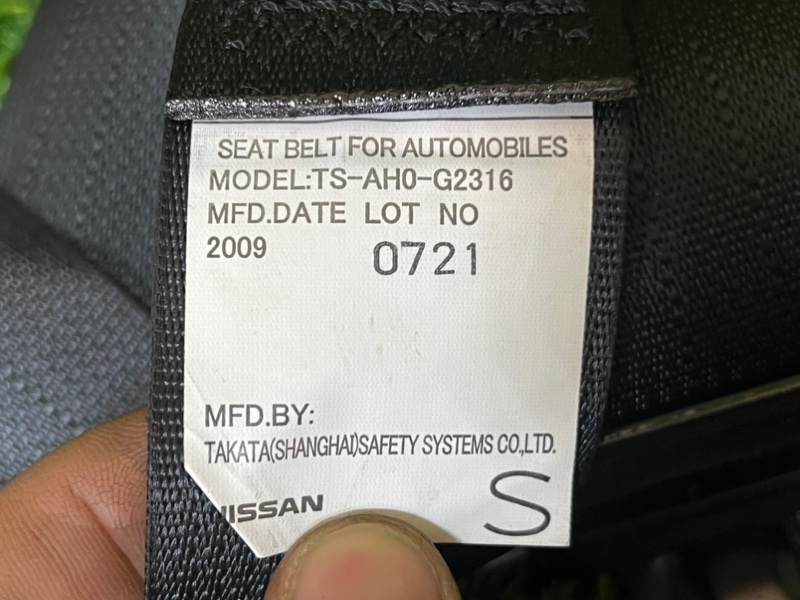 SEAT BELT FOR AUTOMOBILES
MODEL:TS-AH0-G2316
MFD.DATE LOT NO
2009 0721
MFD.BY:
TAKATA(SHANGHAI)SAFETY SYSTEMS CO.,LTD.
NISSAN S